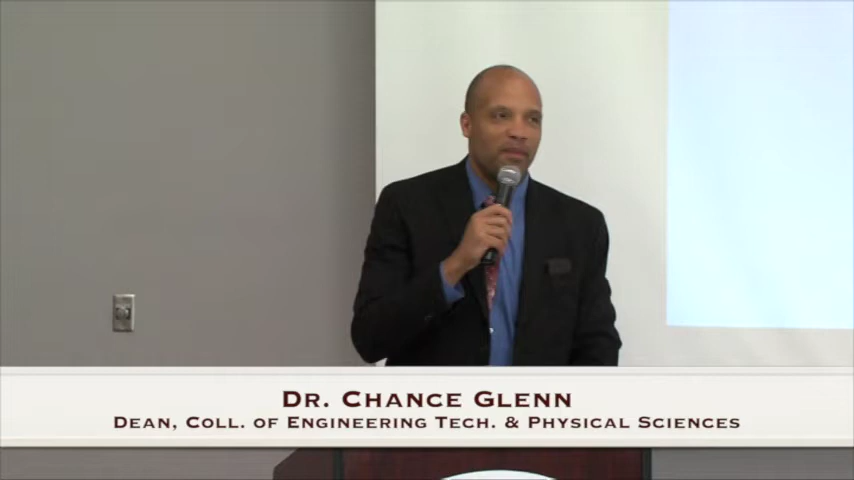 Dr. Chance Glenn
Dean, Coll. of Engineering Tech. & Physical Sciences